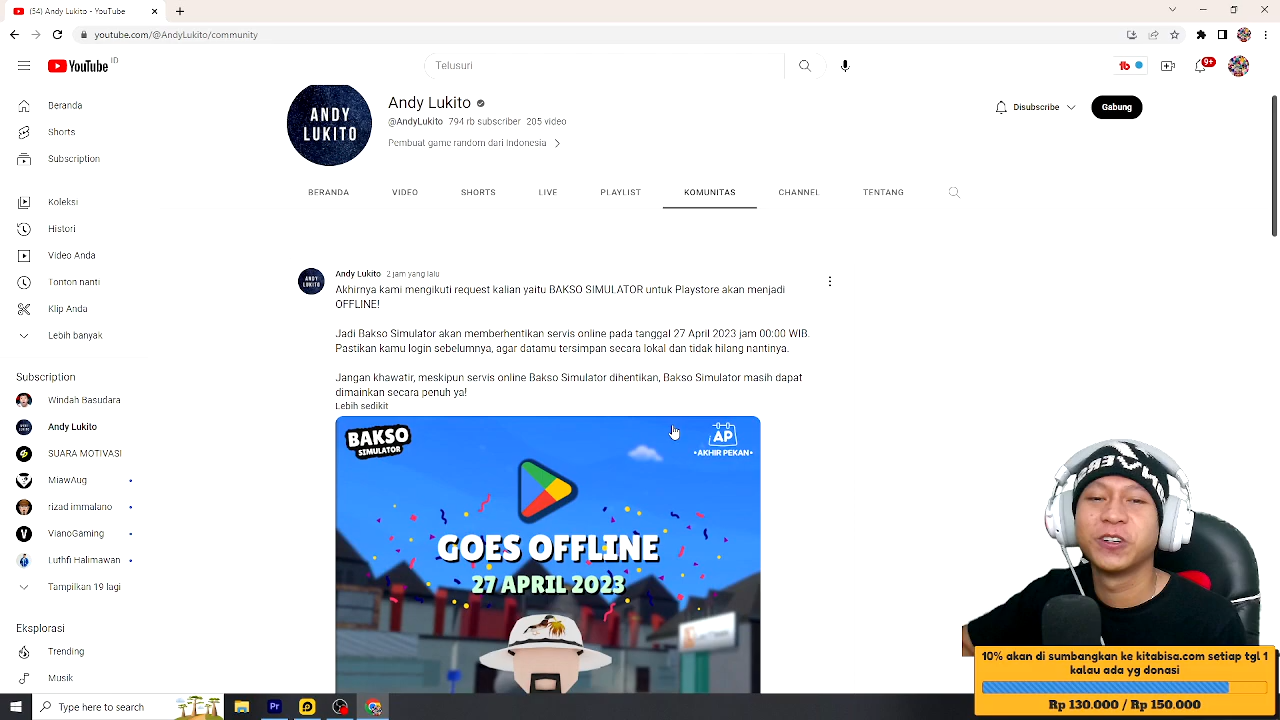 (54) Andy Lukito - YouTube
youtube.com/@AndyLukito/community
YouTube ID
Telusuri
9+
Beranda
Shorts
Subscription
Koleksi
Histori
Video Anda
Tonton nanti
Klip Anda
Lebih banyak
Subscription
Windah Basudara
Andy Lukito
SUARA MOTIVASI
MiawAug
rizad immalano
VianoGaming
Luthfi Halimawan
Tampilkan 19 lagi
Eksplorasi
Trending
Musik
ANDY
LUKITO
Andy Lukito
@AndyLukito 794 rb subscriber 205 video
Pembuat game random dari Indonesia
Disubscribe
Gabung
BERANDA
VIDEO
SHORTS
LIVE
PLAYLIST
KOMUNITAS
CHANNEL
TENTANG
ANDY
LUKITO
Andy Lukito 2 jam yang lalu
Akhirnya kami mengikuti request kalian yaitu BAKSO SIMULATOR untuk Playstore akan menjadi
OFFLINE!
Jadi Bakso Simulator akan memberhentikan servis online pada tanggal 27 April 2023 jam 00:00 WIB.
Pastikan kamu login sebelumnya, agar datamu tersimpan secara lokal dan tidak hilang nantinya.
Jangan khawatir, meskipun servis online Bakso Simulator dihentikan, Bakso Simulator masih dapat
dimainkan secara penuh ya!
Lebih sedikit
BAKSO
SIMULATOR
AP
•AKHIR PEKAN•
GOES OFFLINE
27 APRIL 2023
10% akan di sumbangkan ke kitabisa.com setiap tgl 1
kalau ada yg donasi
Rp 130.000 / Rp 150.000
Type here to search
Pr